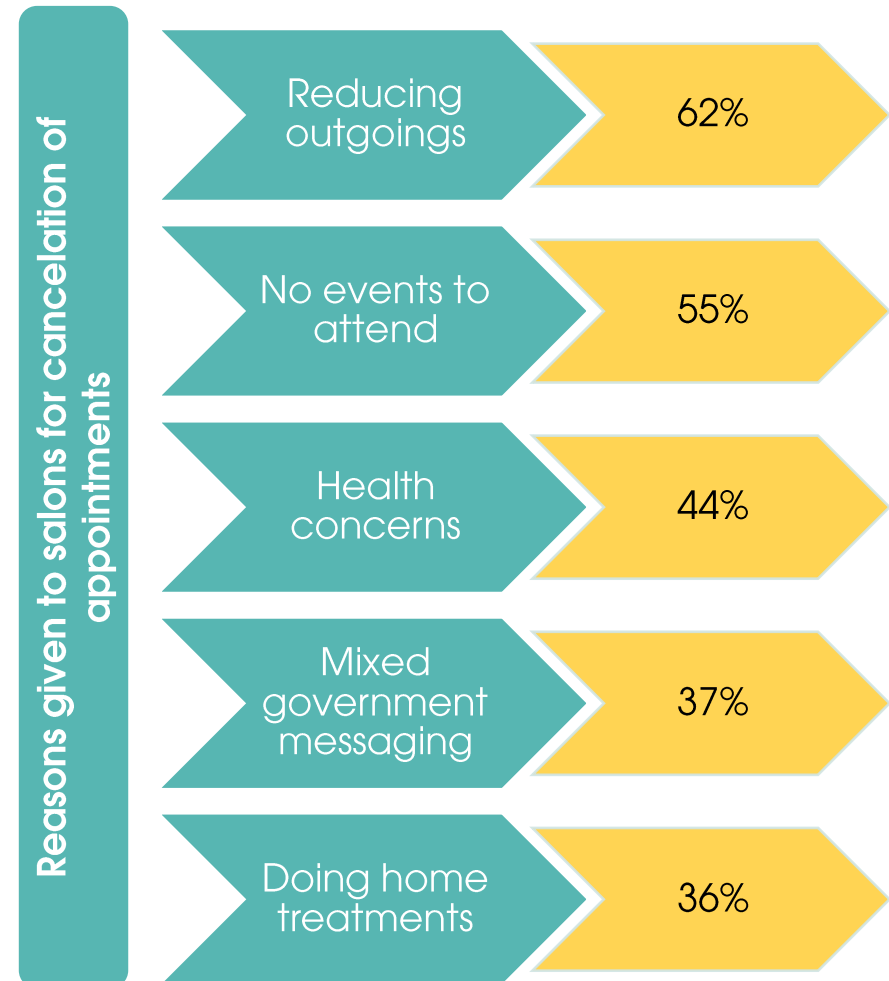 Reasons given to salons for cancelation of
appointments
Reducing
outgoings
62%
No events to
attend
55%
Health
concerns
44%
Mixed
government
messaging
37%
Doing home
treatments
36%